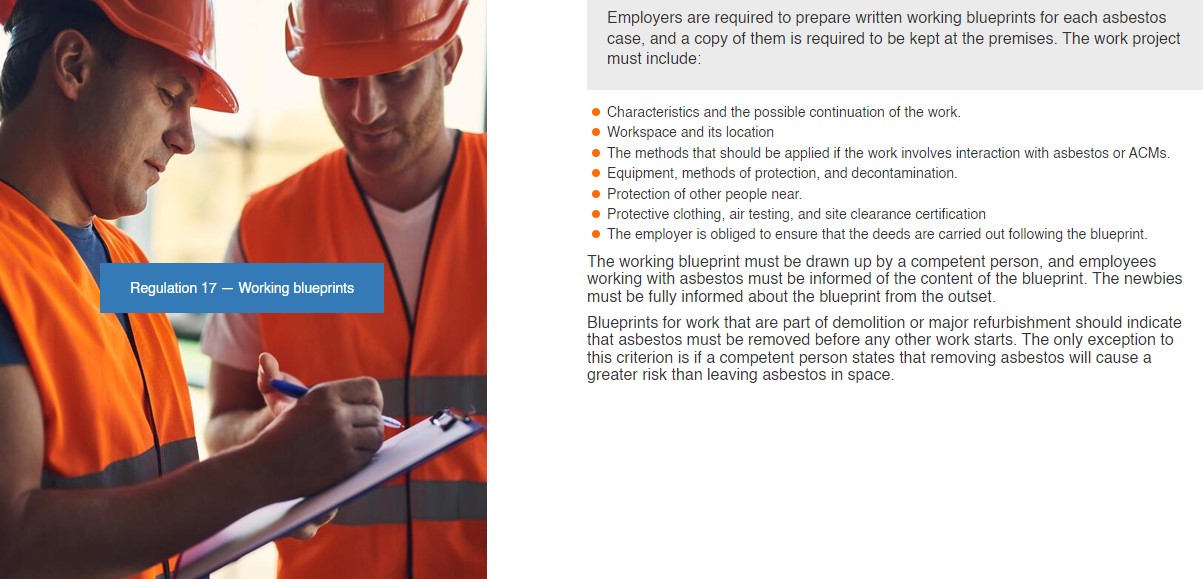 Regulation 17 — Working blueprints
Employers are required to prepare written working blueprints for each asbestos
case, and a copy of them is required to be kept at the premises. The work project
must include:
Characteristics and the possible continuation of the work.
Workspace and its location
The methods that should be applied if the work involves interaction with asbestos or ACMs.
Equipment, methods of protection, and decontamination.
Protection of other people near.
Protective clothing, air testing, and site clearance certification
The employer is obliged to ensure that the deeds are carried out following the blueprint.
The working blueprint must be drawn up by a competent person, and employees
working with asbestos must be informed of the content of the blueprint. The newbies
must be fully informed about the blueprint from the outset.
Blueprints for work that are part of demolition or major refurbishment should indicate
that asbestos must be removed before any other work starts. The only exception to
this criterion is if a competent person states that removing asbestos will cause a
greater risk than leaving asbestos in space.